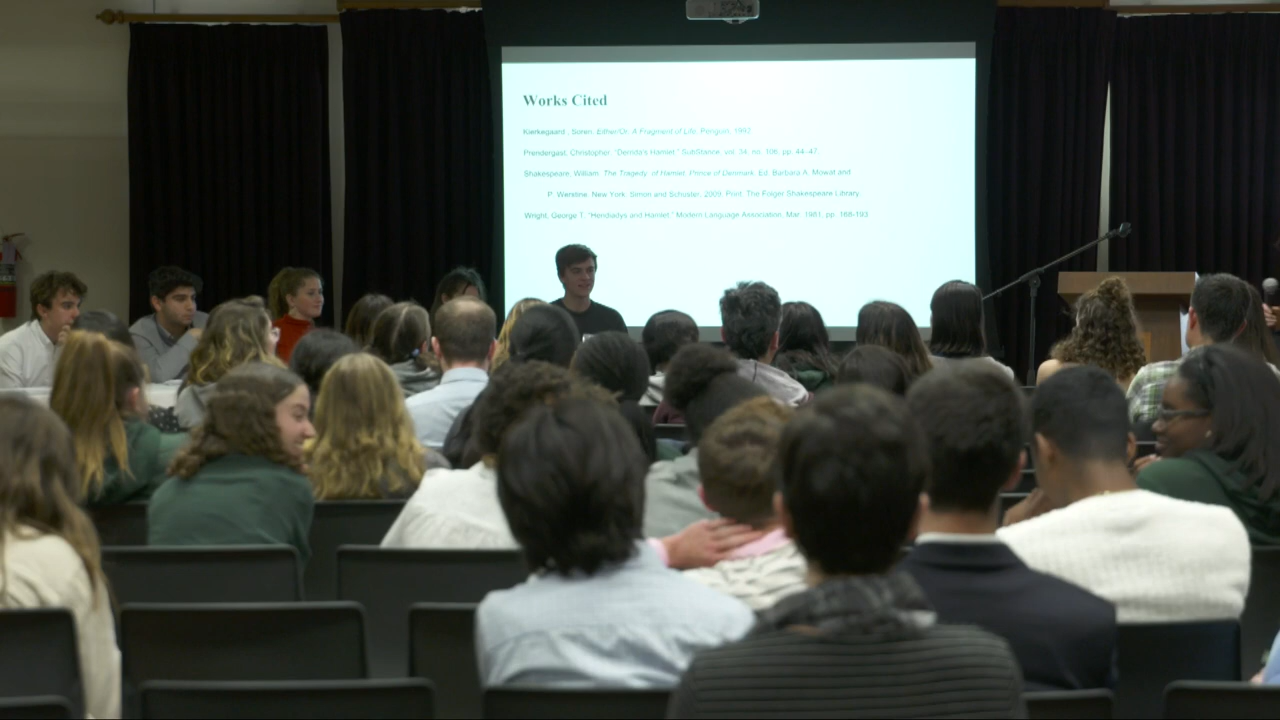 Works Cited
Kierkegaard , Soren. Either/Or: A Fragment of Life. Penguin, 1992.
Prendergast, Christopher. "Derrida's Hamlet." SubStance, vol. 34, no. 106, pp. 44-47.
Shakespeare, William. The Tragedy of Hamlet, Prince of Denmark. Ed. Barbara A. Mowat and
P. Werstine. New York: Simon and Schuster, 2009. Print. The Folger Shakespeare Library.
Wright, George T. "Hendiadys and Hamlet." Modern Language Association, Mar. 1981, pp. 168-193.